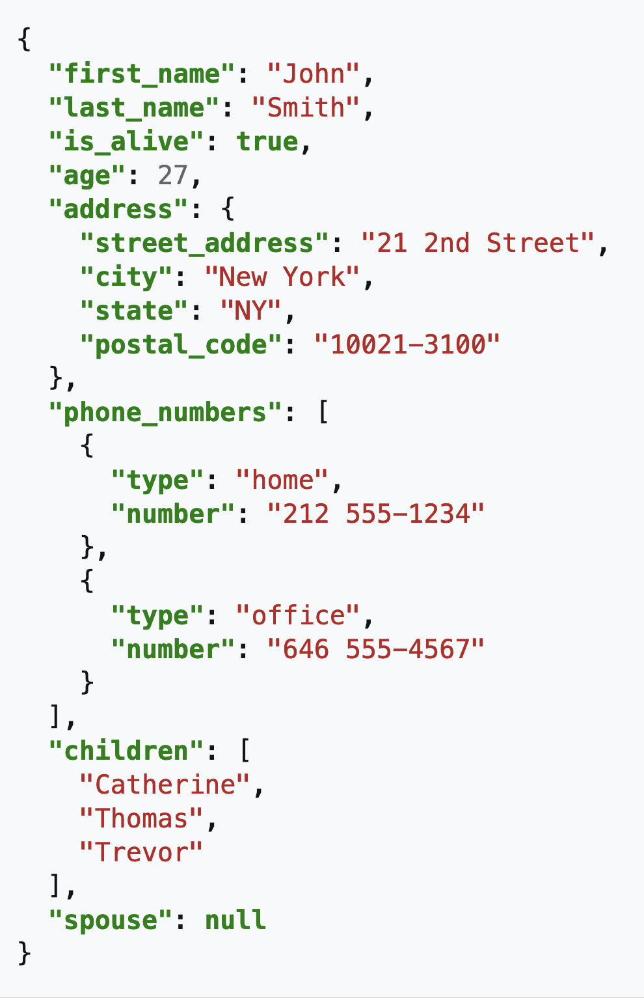 {
  "first_name": "John",
  "last_name": "Smith",
  "is_alive": true,
  "age": 27,
  "address": {
    "street_address": "21 2nd Street",
    "city": "New York",
    "state": "NY",
    "postal_code": "10021-3100"
  },
  "phone_numbers": [
    {
      "type": "home",
      "number": "212 555-1234"
    },
    {
      "type": "office",
      "number": "646 555-4567"
    }
  ],
  "children": [
    "Catherine",
    "Thomas",
    "Trevor"
  ],
  "spouse": null
}